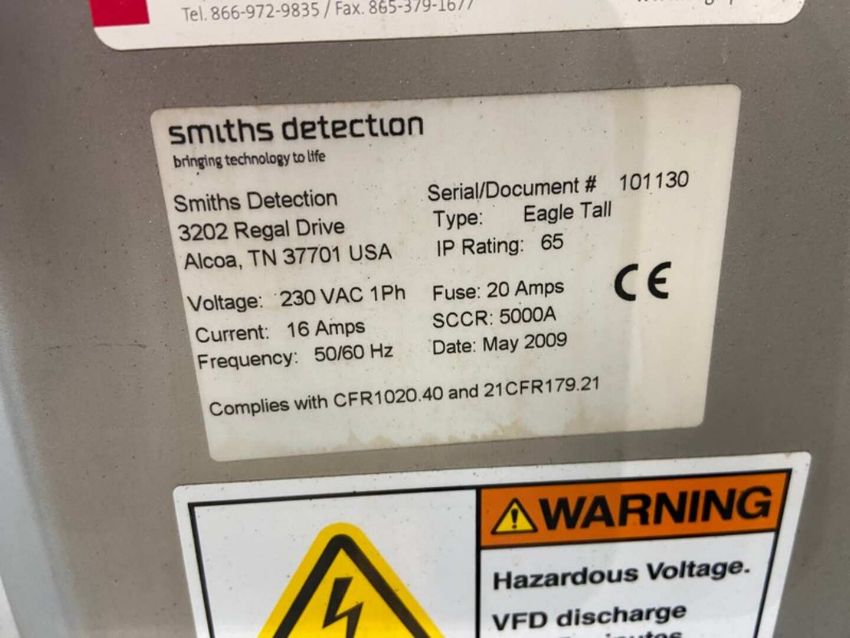 Tel. 866-972-9835 / Fax. 865-379-1677
smiths detection
bringing technology to life
Smiths Detection
3202 Regal Drive
Alcoa, TN 37701 USA
Serial/Document # 101130
Type: Eagle Tall
IP Rating: 65
Voltage: 230 VAC 1Ph
Current: 16 Amps
Frequency: 50/60 Hz
Fuse: 20 Amps
SCCR: 5000A
Date: May 2009
CE
Complies with CFR1020.40 and 21CFR179.21
WARNING
Hazardous Voltage.
VFD discharge
minutes